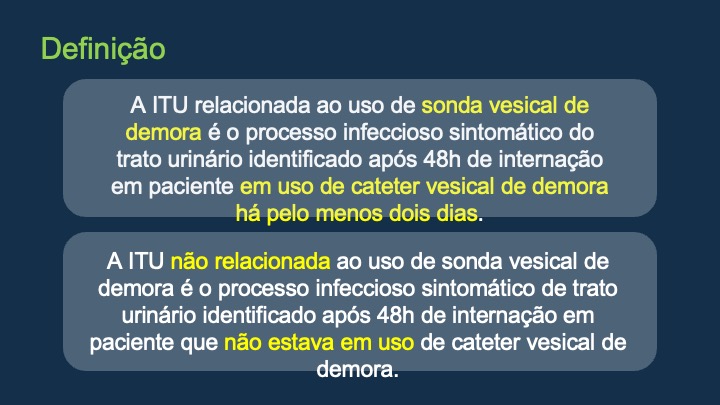 Definição
A ITU relacionada ao uso de sonda vesical de
demora é o processo infeccioso sintomático do
trato urinário identificado após 48h de internação
em paciente em uso de cateter vesical de demora
há pelo menos dois dias.
A ITU não relacionada ao uso de sonda vesical de
demora é o processo infeccioso sintomático de trato
urinário identificado após 48h de internação em
paciente que não estava em uso de cateter vesical de
demora.